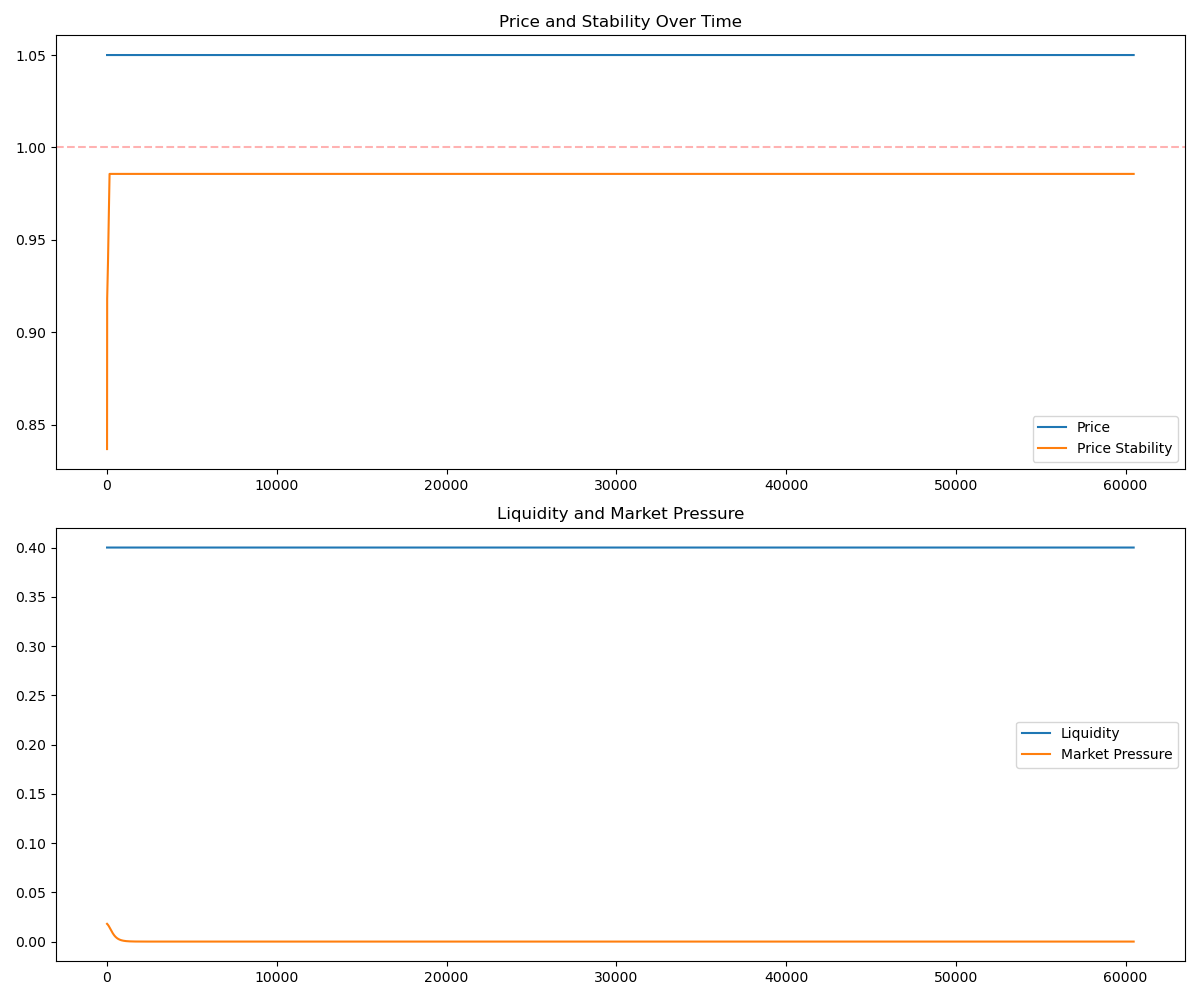 Price and Stability Over Time
1.05
1.00
0.95
0.90
0.85
Price
Price Stability
0 10000 20000 30000 40000 50000 60000
Liquidity and Market Pressure
0.40
0.35
0.30
0.25
0.20
0.15
0.10
0.05
0.00
Liquidity
Market Pressure
0 10000 20000 30000 40000 50000 60000